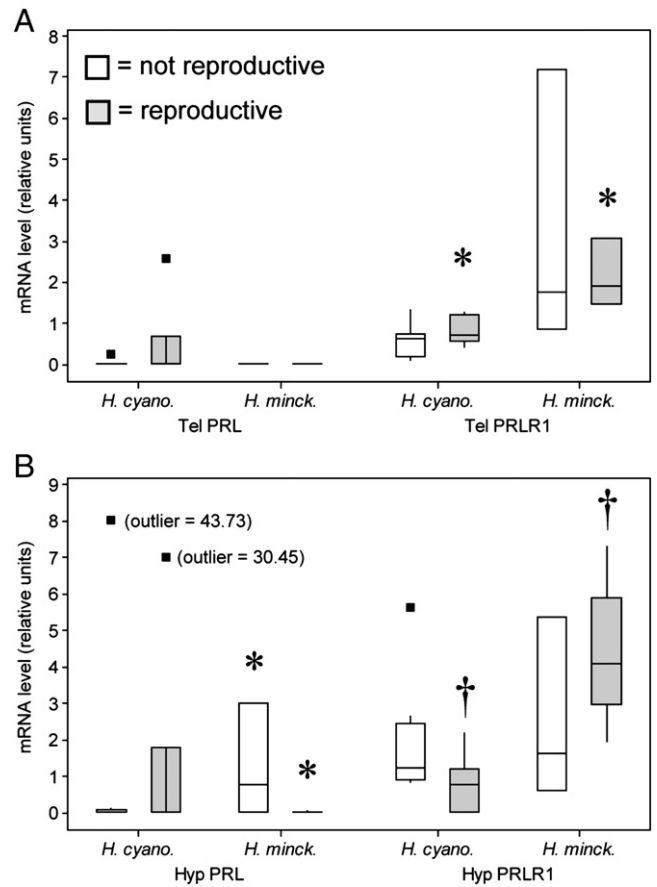 A
8
7
6
5
4
3
2
1
0
mRNA level (relative units)
= not reproductive
= reproductive
*
*
H. cyano. H. minck. H. cyano. H. minck.
Tel PRL Tel PRLR1
B
9
8
7
6
5
4
3
2
1
0
mRNA level (relative units)
(outlier = 43.73)
(outlier = 30.45)
*
*
†
†
H. cyano. H. minck. H. cyano. H. minck.
Hyp PRL Hyp PRLR1